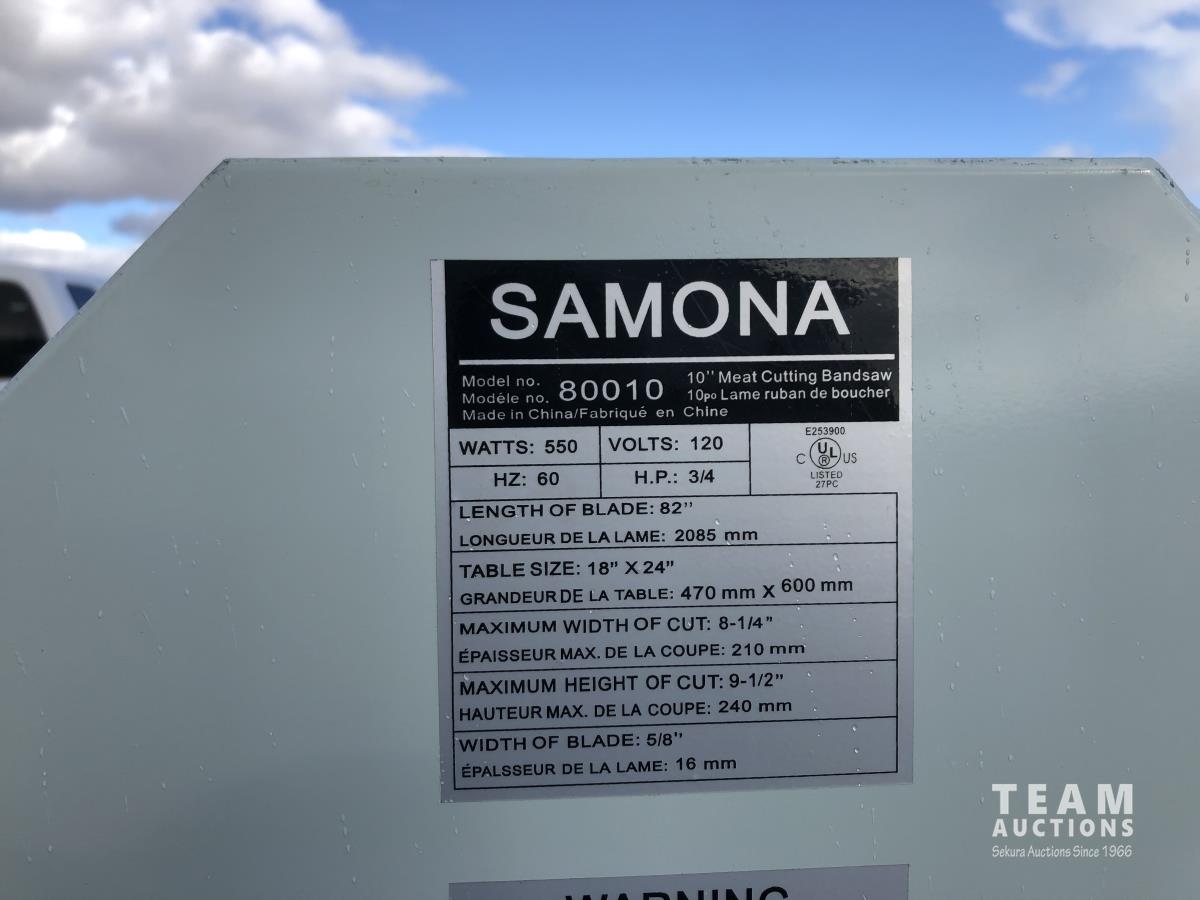 SAMONA
Model no.
Modéle no. 80010
10'' Meat Cutting Bandsaw
10po Lame ruban de boucher
Made in China/Fabriqué en Chine
WATTS: 550
VOLTS: 120
HZ: 60
H.P.: 3/4
E253900
C UL US
®
LISTED
27PC
LENGTH OF BLADE: 82''
LONGUEUR DE LA LAME: 2085 mm
TABLE SIZE: 18" X 24"
GRANDEUR DE LA TABLE: 470 mm X 600 mm
MAXIMUM WIDTH OF CUT: 8-1/4"
ÉPAISSEUR MAX. DE LA COUPE: 210 mm
MAXIMUM HEIGHT OF CUT: 9-1/2"
HAUTEUR MAX. DE LA COUPE: 240 mm
WIDTH OF BLADE: 5/8"
ÉPALSSEUR DE LA LAME: 16 mm
WARNING
TEAM
AUCTIONS
Sekura Auctions Since 1966